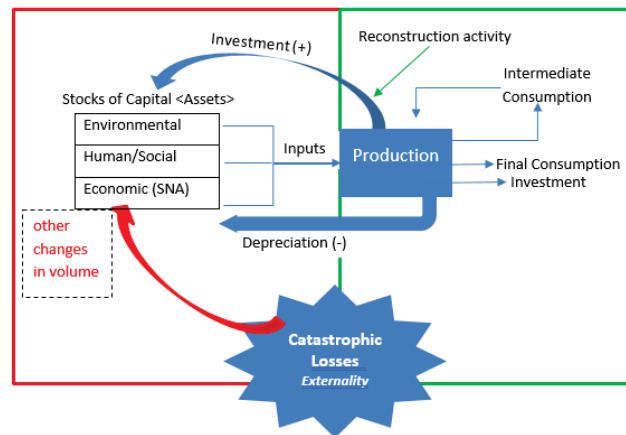 Investment (+)
Reconstruction activity
Stocks of Capital <Assets>
Environmental
Human/Social
Economic (SNA)
Inputs
Production
Intermediate
Consumption
Final Consumption
Investment
other
changes
in volume
Depreciation (-)
Catastrophic
Losses
Externality